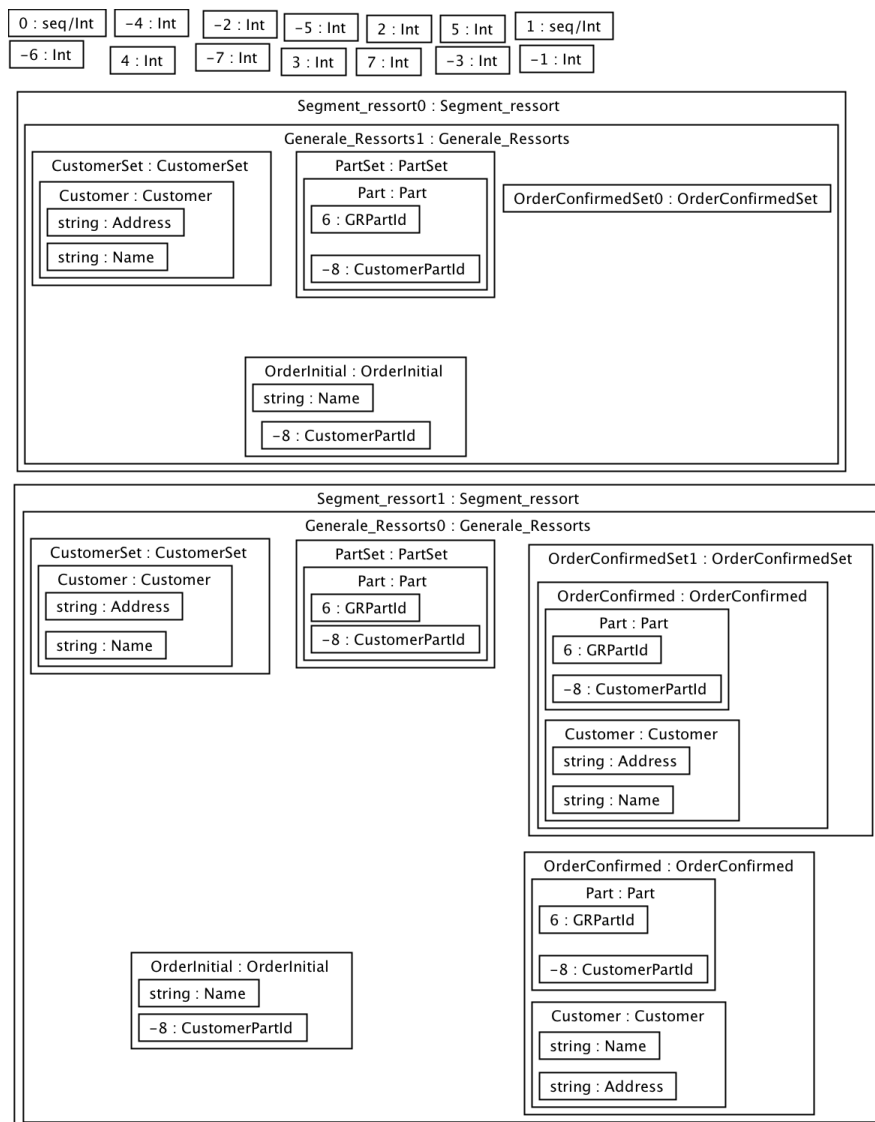 0 : seq/Int
−4 : Int
−2 : Int
−5 : Int
2 : Int
5 : Int
1 : seq/Int
−6 : Int
4 : Int
−7 : Int
3 : Int
7 : Int
−3 : Int
−1 : Int
Segment_ressort0 : Segment_ressort
Generale_Ressorts1 : Generale_Ressorts
CustomerSet : CustomerSet
Customer : Customer
string : Address
string : Name
PartSet : PartSet
Part : Part
6 : GRPartId
−8 : CustomerPartId
OrderConfirmedSet0 : OrderConfirmedSet
OrderInitial : OrderInitial
string : Name
−8 : CustomerPartId
Segment_ressort1 : Segment_ressort
Generale_Ressorts0 : Generale_Ressorts
CustomerSet : CustomerSet
Customer : Customer
string : Address
string : Name
PartSet : PartSet
Part : Part
6 : GRPartId
−8 : CustomerPartId
OrderConfirmedSet1 : OrderConfirmedSet
OrderConfirmed : OrderConfirmed
Part : Part
6 : GRPartId
−8 : CustomerPartId
Customer : Customer
string : Address
string : Name
OrderInitial : OrderInitial
string : Name
−8 : CustomerPartId
OrderConfirmed : OrderConfirmed
Part : Part
6 : GRPartId
−8 : CustomerPartId
Customer : Customer
string : Name
string : Address